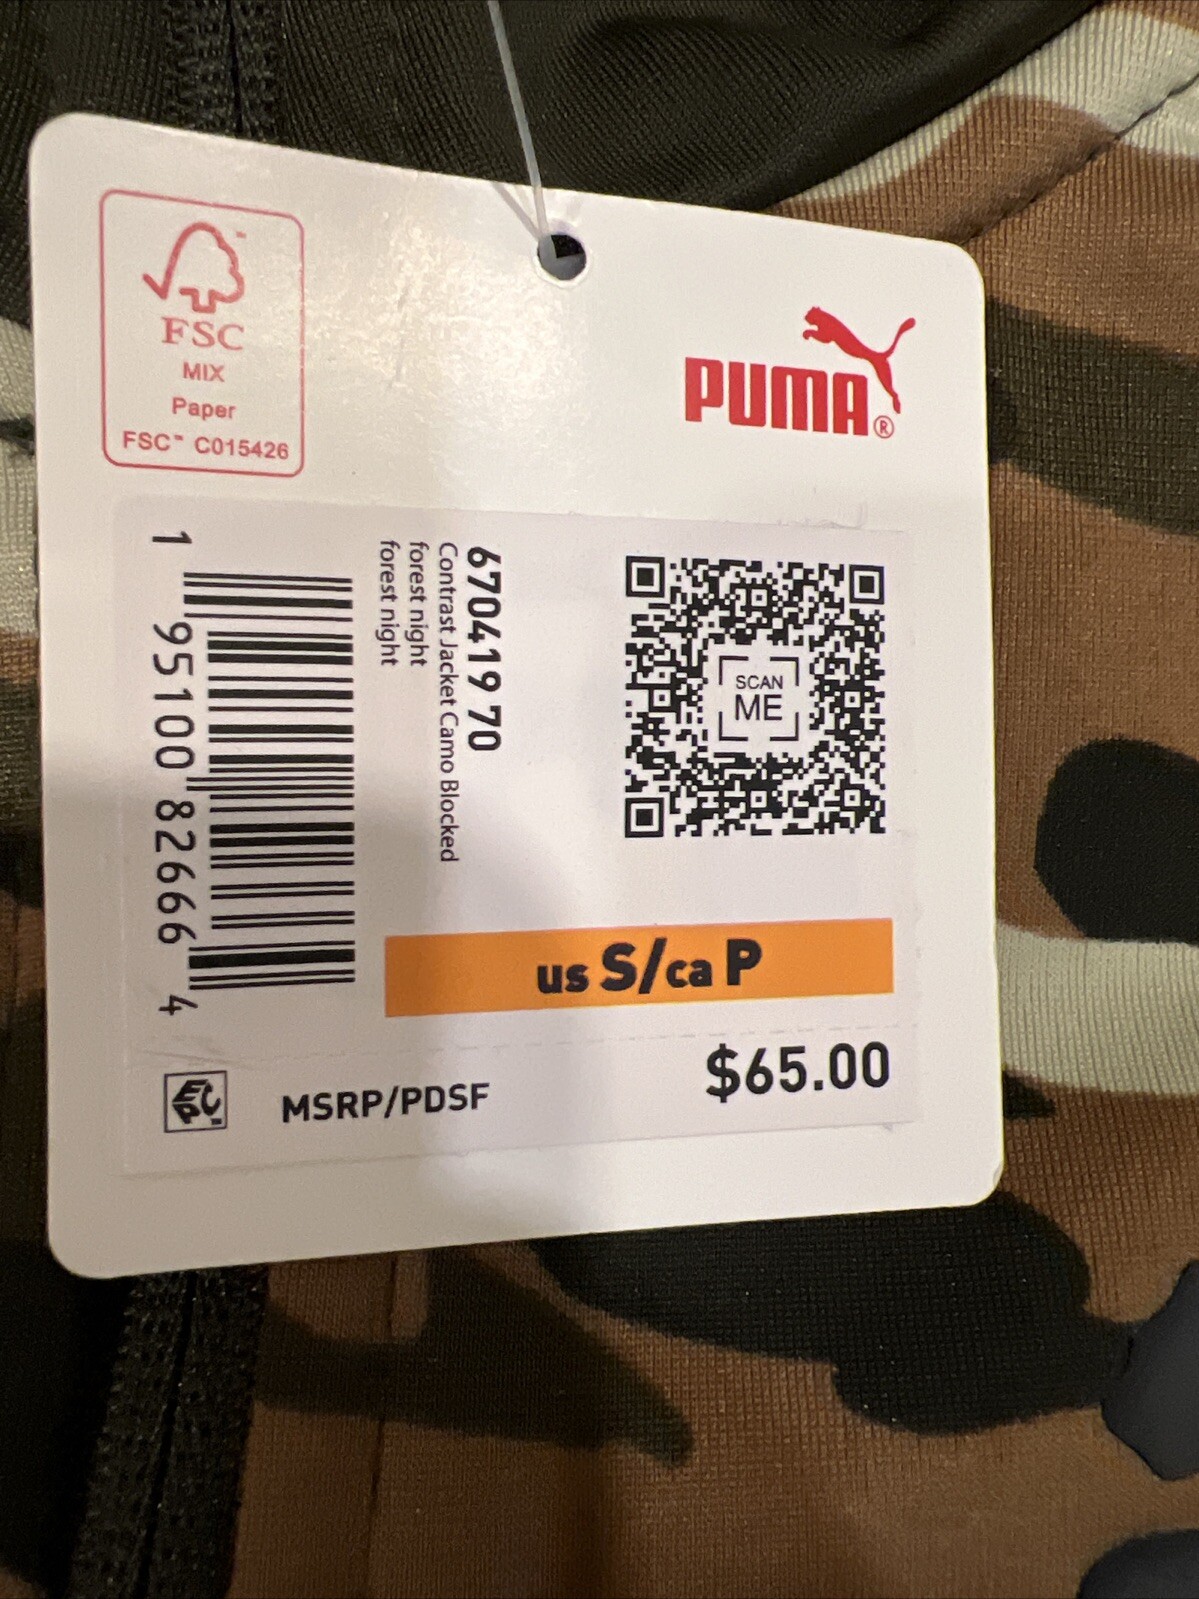 FSC
MIX
Paper
FSC™ C015426
PUMA®
670419 70
Contrast Jacket Camo Blocked
forest night
forest night
1 95100 82666 4
SCAN
ME
us S/ca P
MSRP/PDSF $65.00